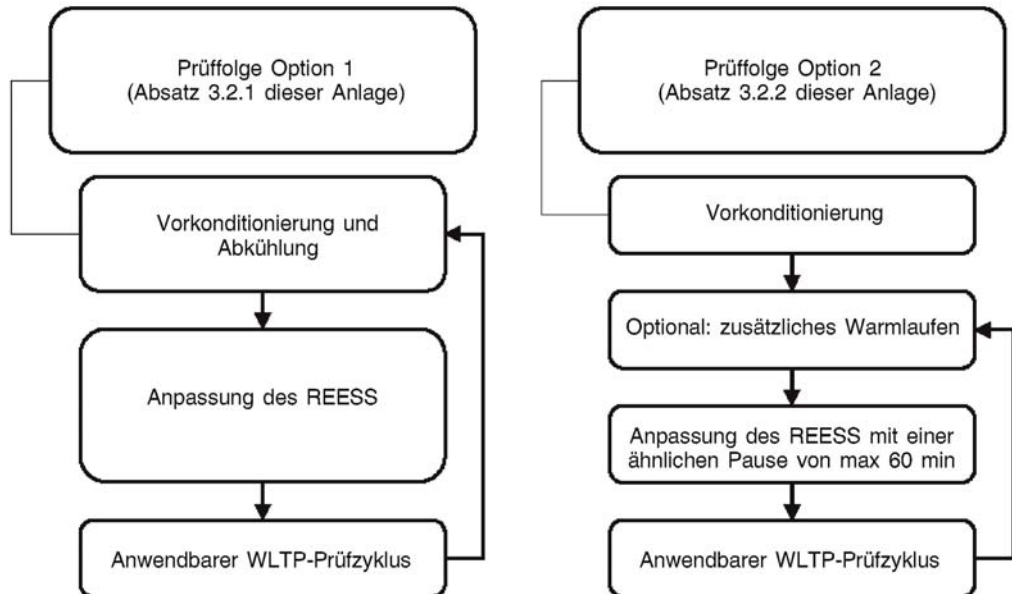 Prüffolge Option 1
(Absatz 3.2.1 dieser Anlage)
Vorkonditionierung und
Abkühlung
Anpassung des REESS
Anwendbarer WLTP-Prüfzyklus
Prüffolge Option 2
(Absatz 3.2.2 dieser Anlage)
Vorkonditionierung
Optional: zusätzliches Warmlaufen
Anpassung des REESS mit einer
ähnlichen Pause von max 60 min
Anwendbarer WLTP-Prüfzyklus